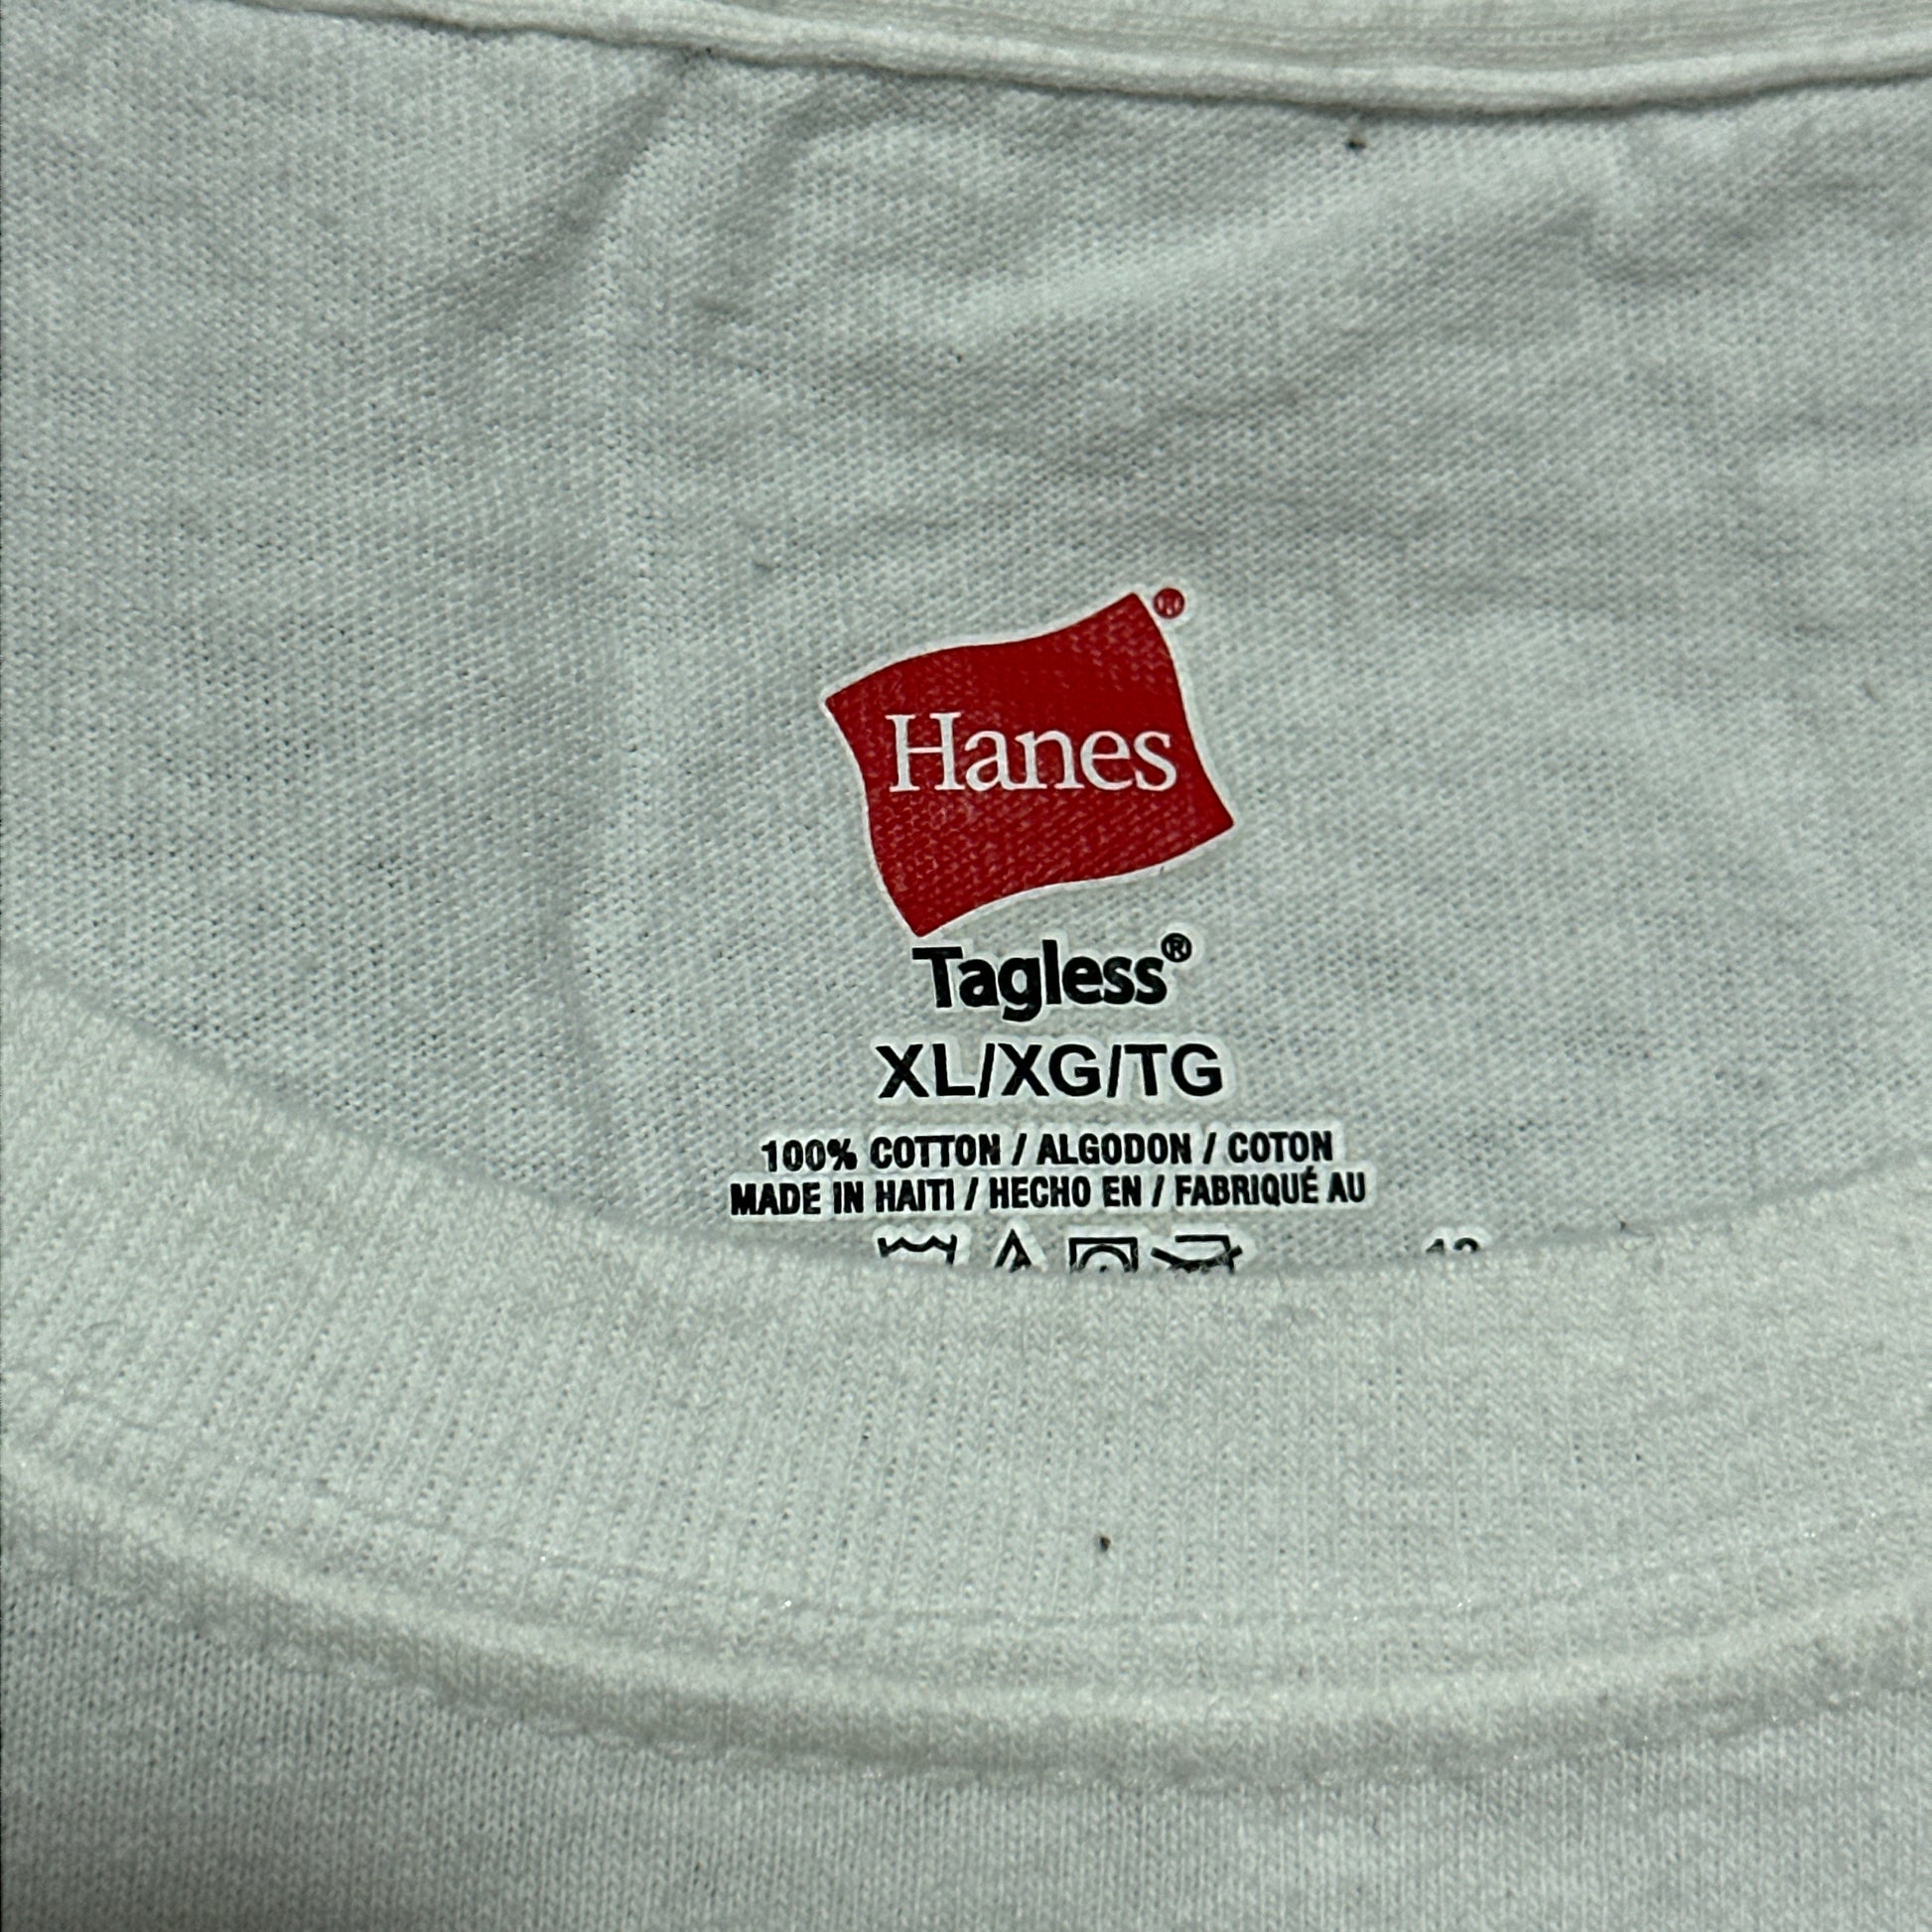 Hanes®
Tagless®
XL/XG/TG
100% COTTON / ALGODON / COTON
MADE IN HAITI / HECHO EN / FABRIQUÉ AU